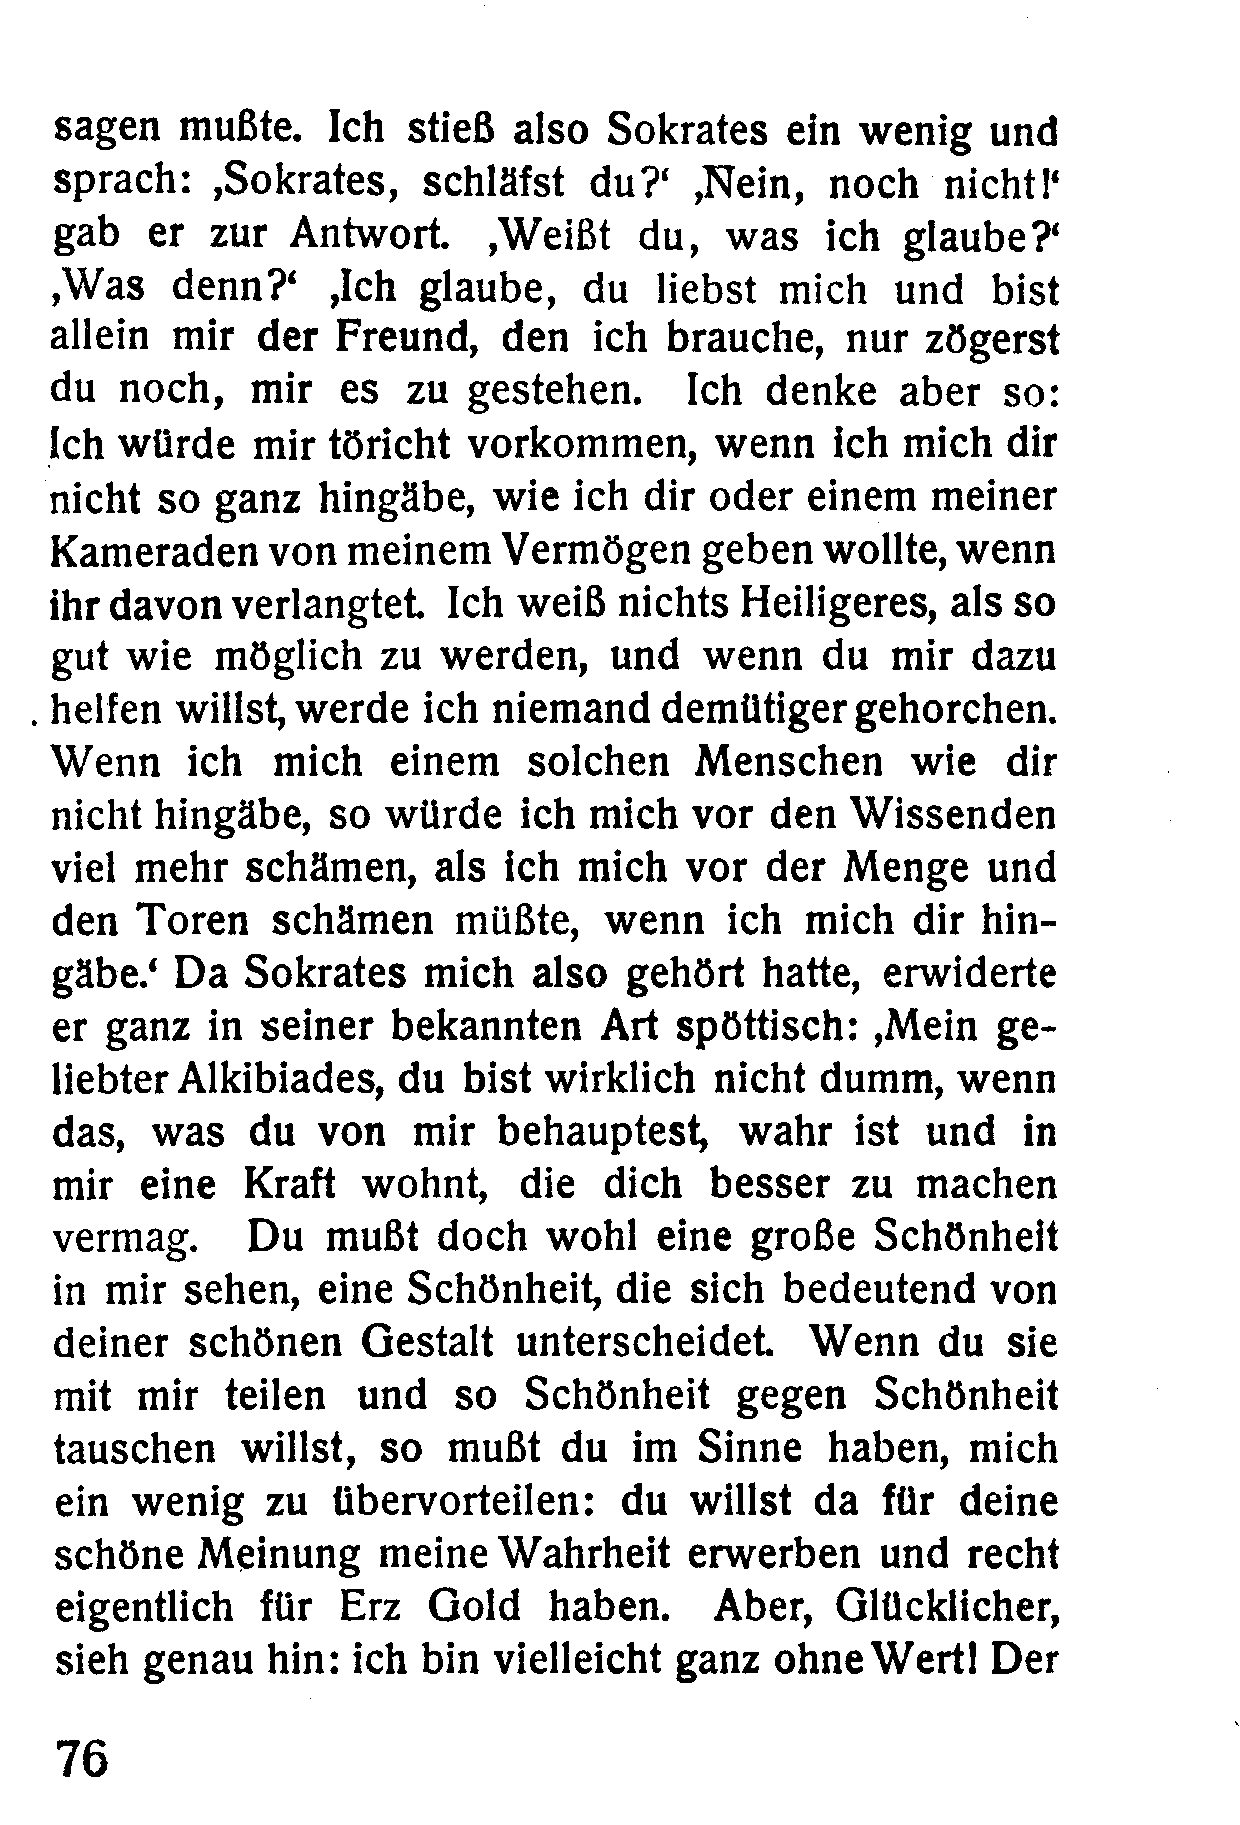 sagen mußte. Ich stieß also Sokrates ein wenig und
sprach: ‚Sokrates, schläfst du?‘ ‚Nein, noch nicht!‘
gab er zur Antwort. ‚Weißt du, was ich glaube?‘
‚Was denn?‘ ‚Ich glaube, du liebst mich und bist
allein mir der Freund, den ich brauche, nur zögerst
du noch, mir es zu gestehen. Ich denke aber so:
Ich würde mir töricht vorkommen, wenn ich mich dir
nicht so ganz hingäbe, wie ich dir oder einem meiner
Kameraden von meinem Vermögen geben wollte, wenn
ihr davon verlangtet. Ich weiß nichts Heiligeres, als so
gut wie möglich zu werden, und wenn du mir dazu
helfen willst, werde ich niemand demütiger gehorchen.
Wenn ich mich einem solchen Menschen wie dir
nicht hingäbe, so würde ich mich vor den Wissenden
viel mehr schämen, als ich mich vor der Menge und
den Toren schämen müßte, wenn ich mich dir hin-
gäbe.‘ Da Sokrates mich also gehört hatte, erwiderte
er ganz in seiner bekannten Art spöttisch: ‚Mein ge-
liebter Alkibiades, du bist wirklich nicht dumm, wenn
das, was du von mir behauptest, wahr ist und in
mir eine Kraft wohnt, die dich besser zu machen
vermag. Du mußt doch wohl eine große Schönheit
in mir sehen, eine Schönheit, die sich bedeutend von
deiner schönen Gestalt unterscheidet. Wenn du sie
mit mir teilen und so Schönheit gegen Schönheit
tauschen willst, so mußt du im Sinne haben, mich
ein wenig zu übervorteilen: du willst da für deine
schöne Meinung meine Wahrheit erwerben und recht
eigentlich für Erz Gold haben. Aber, Glücklicher,
sieh genau hin: ich bin vielleicht ganz ohne Wert! Der
76